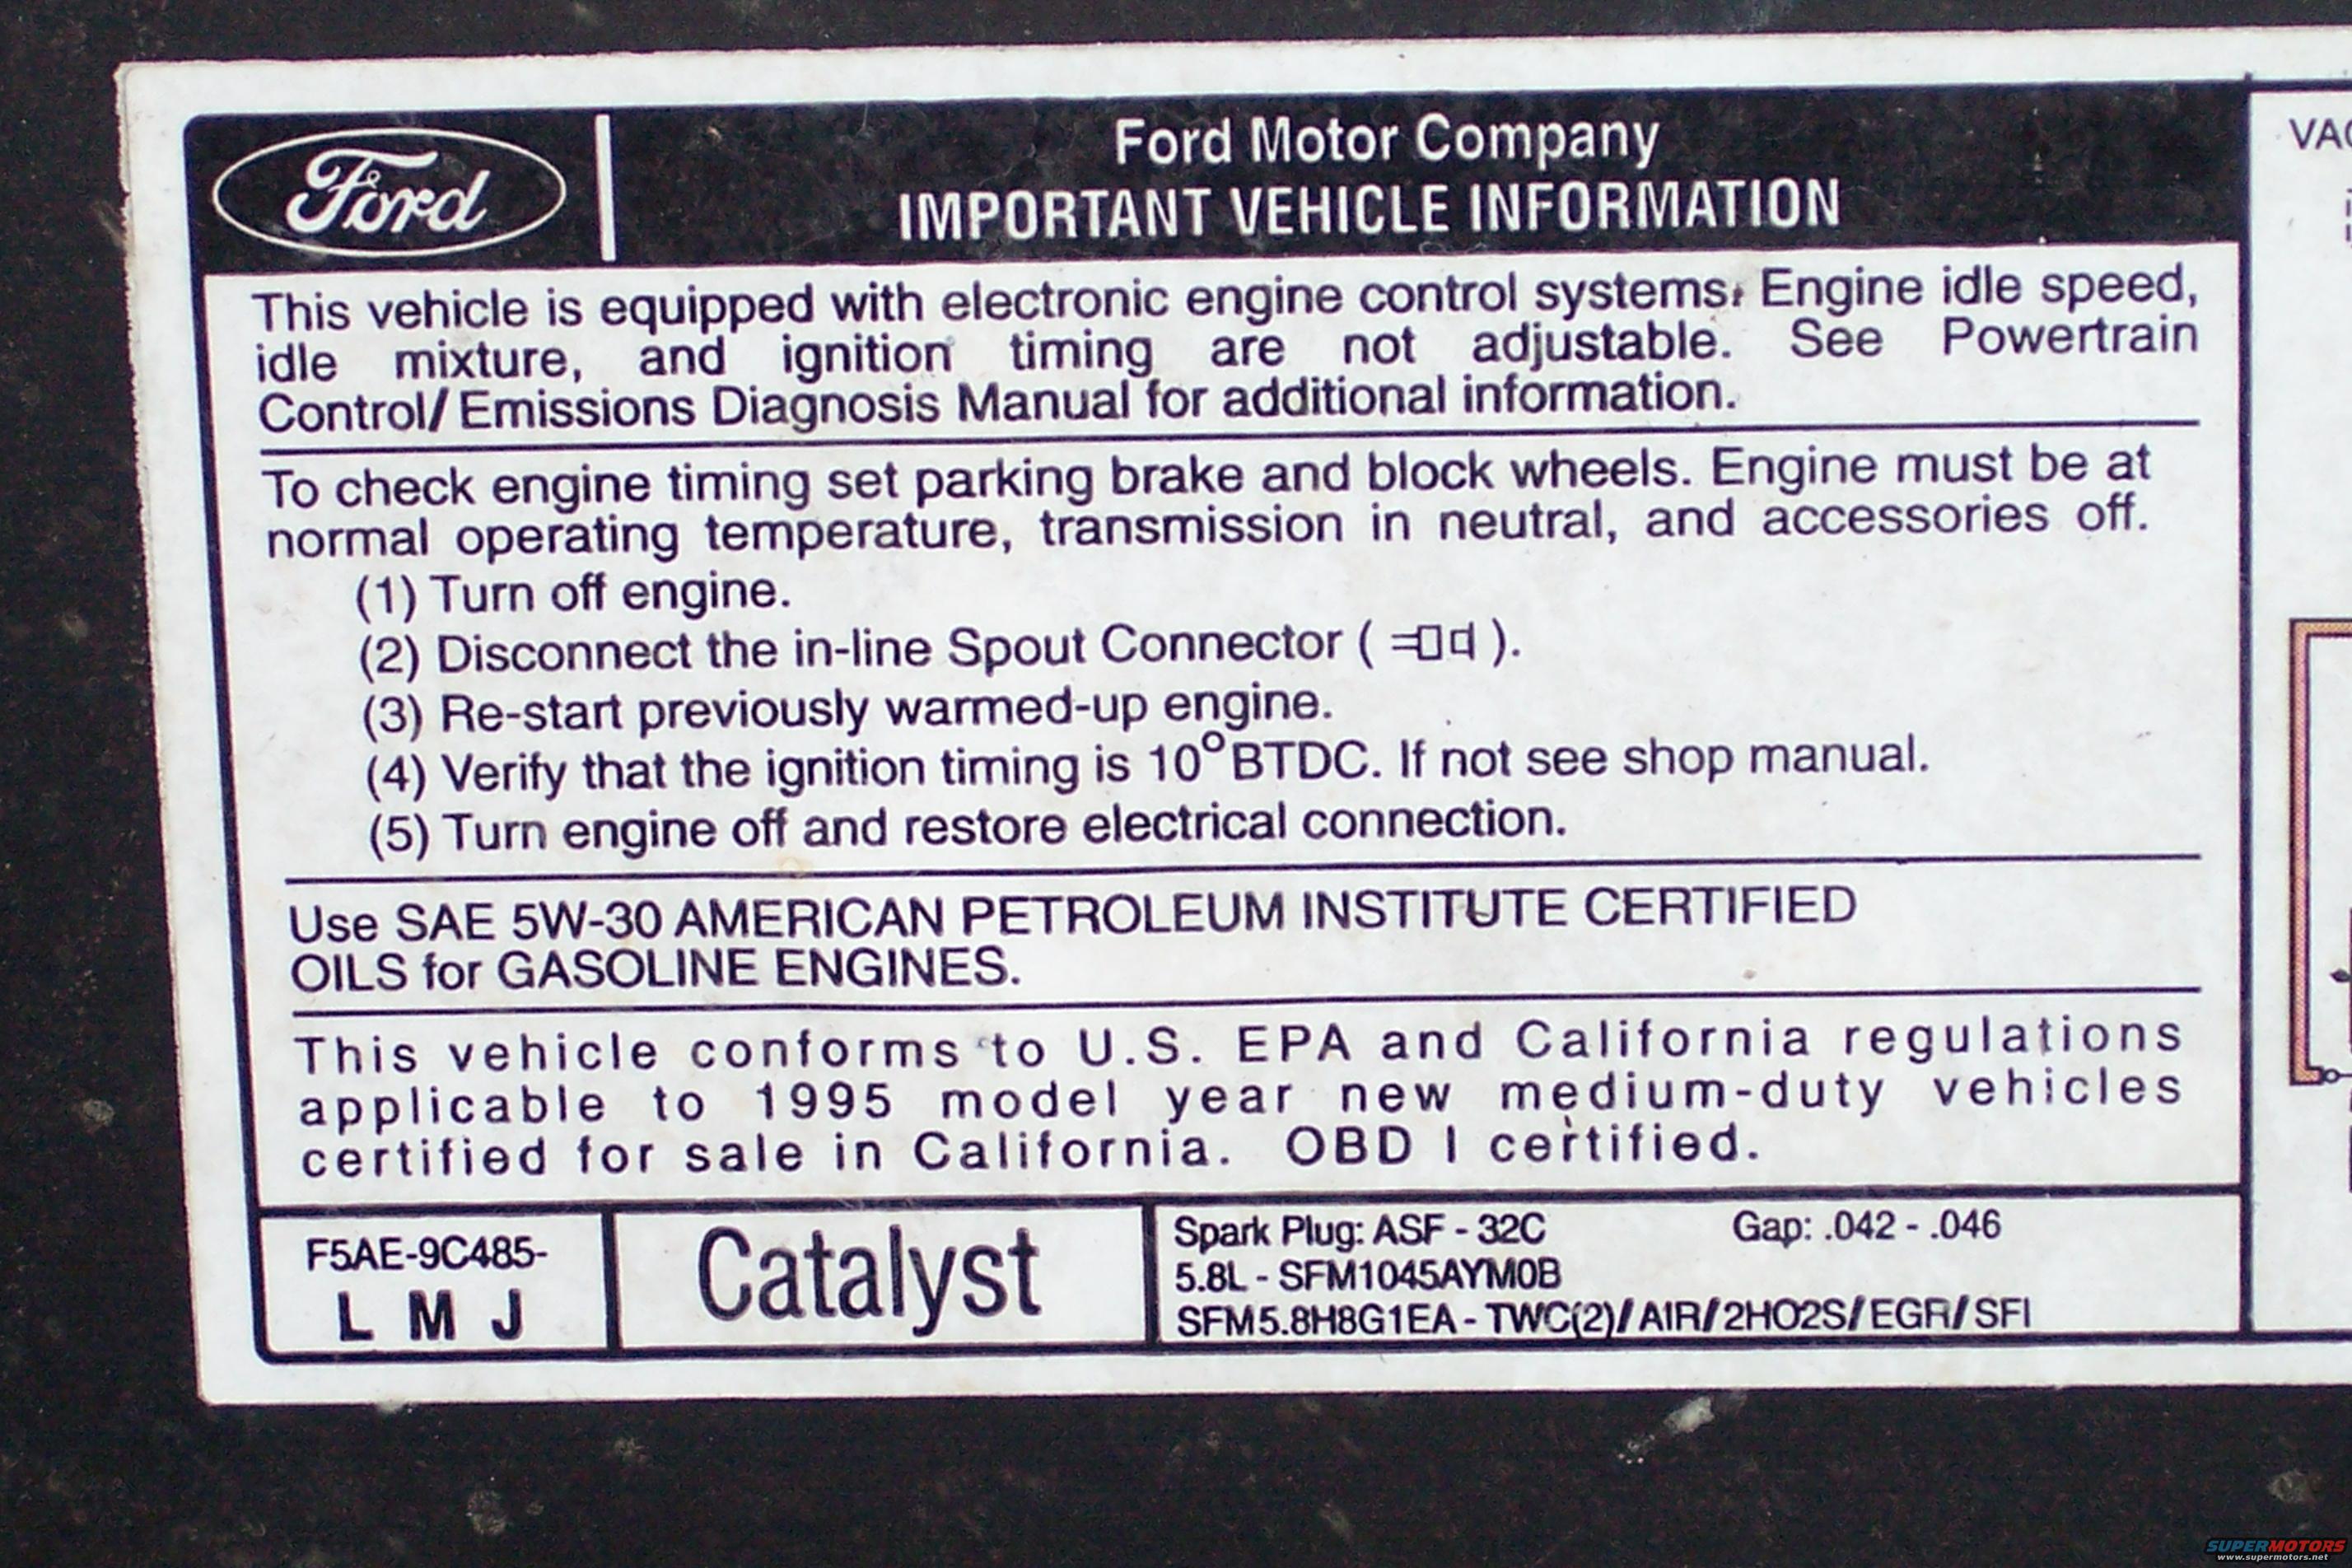 Ford
Ford Motor Company
IMPORTANT VEHICLE INFORMATION
This vehicle is equipped with electronic engine control systems. Engine idle speed,
idle mixture, and ignition timing are not adjustable. See Powertrain
Control/Emissions Diagnosis Manual for additional information.
To check engine timing set parking brake and block wheels. Engine must be at
normal operating temperature, transmission in neutral, and accessories off.
(1) Turn off engine.
(2) Disconnect the in-line Spout Connector ( ).
(3) Re-start previously warmed-up engine.
(4) Verify that the ignition timing is 10°BTDC. If not see shop manual.
(5) Turn engine off and restore electrical connection.
Use SAE 5W-30 AMERICAN PETROLEUM INSTITUTE CERTIFIED
OILS for GASOLINE ENGINES.
This vehicle conforms to U.S. EPA and California regulations
applicable to 1995 model year new medium-duty vehicles
certified for sale in California. OBD I certified.
F5AE-9C485-
L M J
Catalyst
Spark Plug: ASF - 32C Gap: .042 - .046
5.8L - SFM1045AYM0B
SFM5.8H8G1EA - TWC(2)/AIR/2HO2S/EGR/SFI
SUPERMOTORS
www.supermotors.net